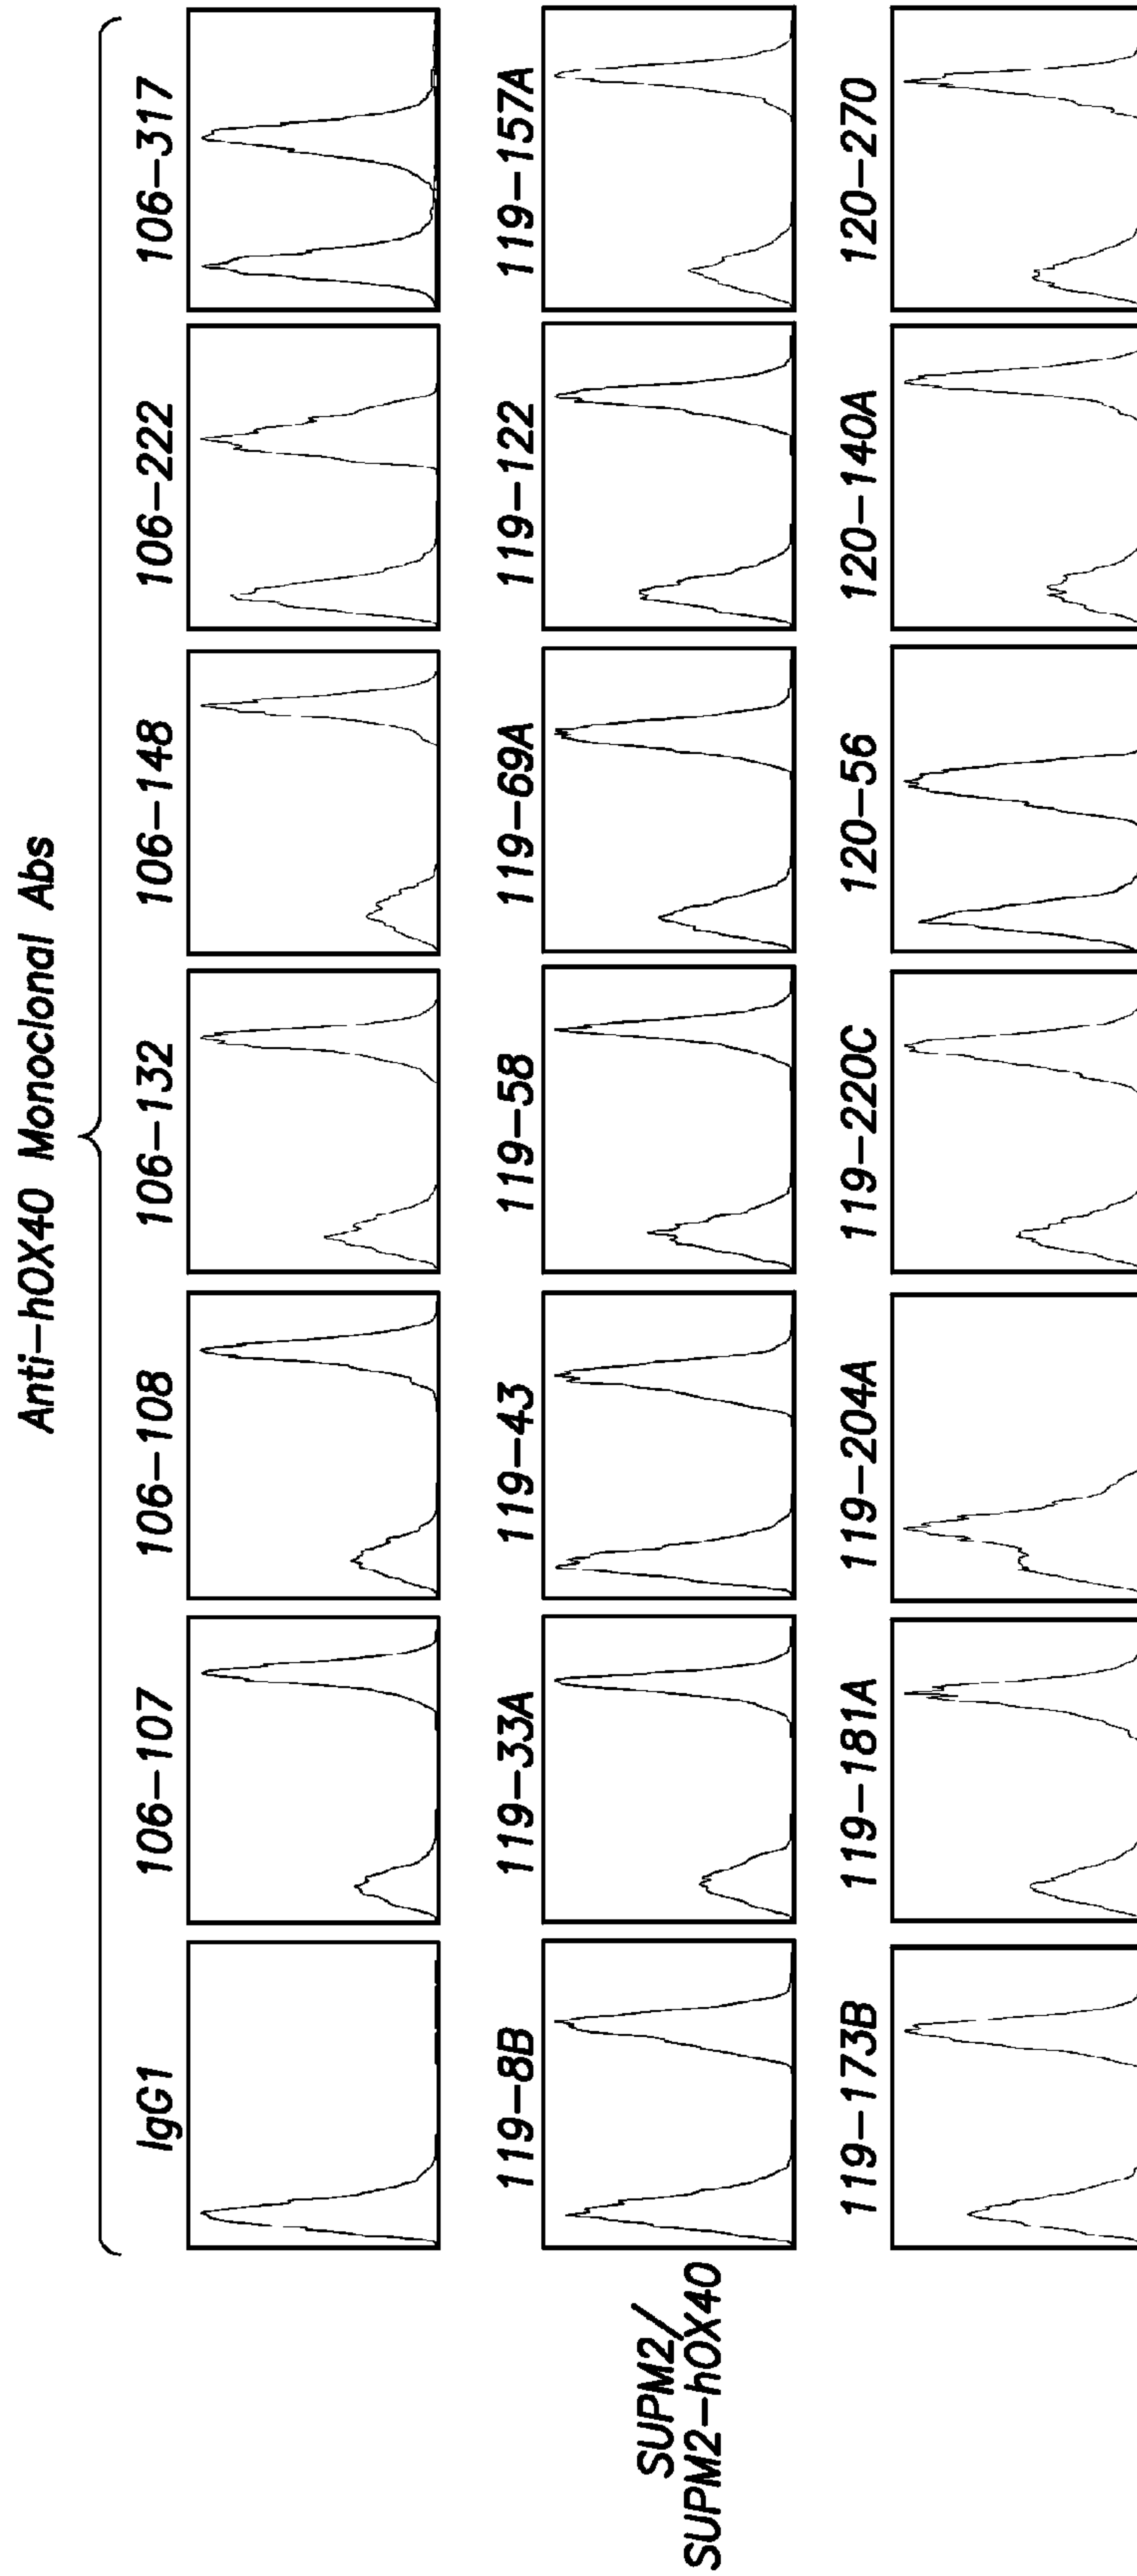 Anti-hOX40 Monoclonal Abs
IgG1 106-107 106-108 106-132 106-148 106-222 106-317
119-8B 119-33A 119-43 119-58 119-69A 119-122 119-157A
SUPM2/
SUPM2-hOX40
119-173B 119-181A 119-204A 119-220C 120-56 120-140A 120-270